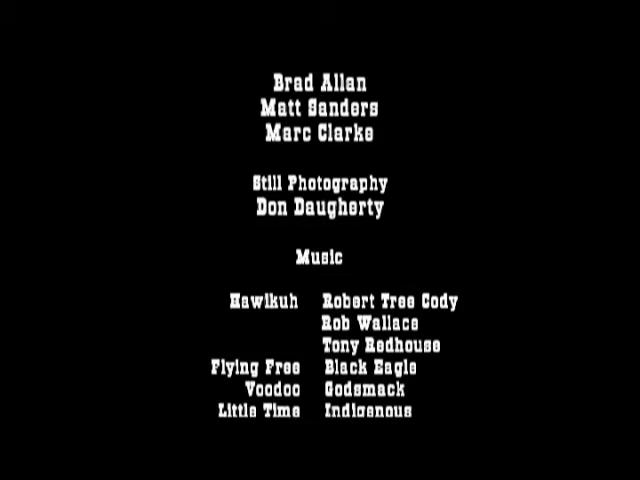 Brad Allan
Matt Sanders
Marc Clarke
Still Photography
Don Daugherty
Music
Hawikuh Robert Tree Cody
Rob Wallace
Tony Redhouse
Flying Free Black Eagle
Voodoo Godsmack
Little Time Indigenous